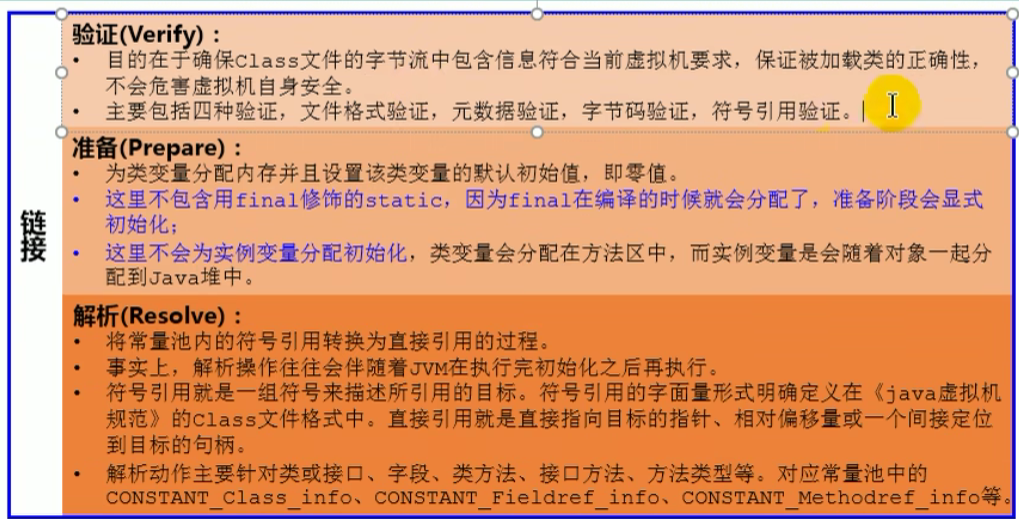 链接
验证(Verify)：
• 目的在于确保Class文件的字节流中包含信息符合当前虚拟机要求，保证被加载类的正确性，
不会危害虚拟机自身安全。
• 主要包括四种验证，文件格式验证，元数据验证，字节码验证，符号引用验证。
准备(Prepare)：
• 为类变量分配内存并且设置该类变量的默认初始值，即零值。
• 这里不包含用final修饰的static，因为final在编译的时候就会分配了，准备阶段会显式
初始化；
• 这里不会为实例变量分配初始化，类变量会分配在方法区中，而实例变量是会随着对象一起分
配到Java堆中。
解析(Resolve)：
• 将常量池内的符号引用转换为直接引用的过程。
• 事实上，解析操作往往会伴随着JVM在执行完初始化之后再执行。
• 符号引用就是一组符号来描述所引用的目标。符号引用的字面量形式明确定义在《java虚拟机
规范》的Class文件格式中。直接引用就是直接指向目标的指针、相对偏移量或一个间接定位
到目标的句柄。
• 解析动作主要针对类或接口、字段、类方法、接口方法、方法类型等。对应常量池中的
CONSTANT_Class_info、CONSTANT_Fieldref_info、CONSTANT_Methodref_info等。